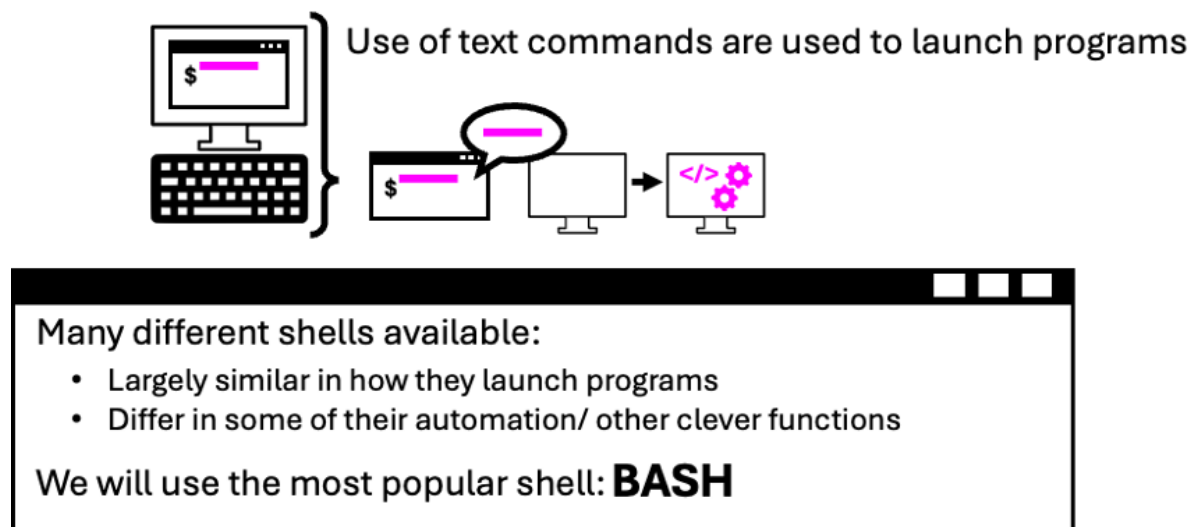 Use of text commands are used to launch programs
$
$
</>
Many different shells available:
• Largely similar in how they launch programs
• Differ in some of their automation/ other clever functions
We will use the most popular shell: BASH